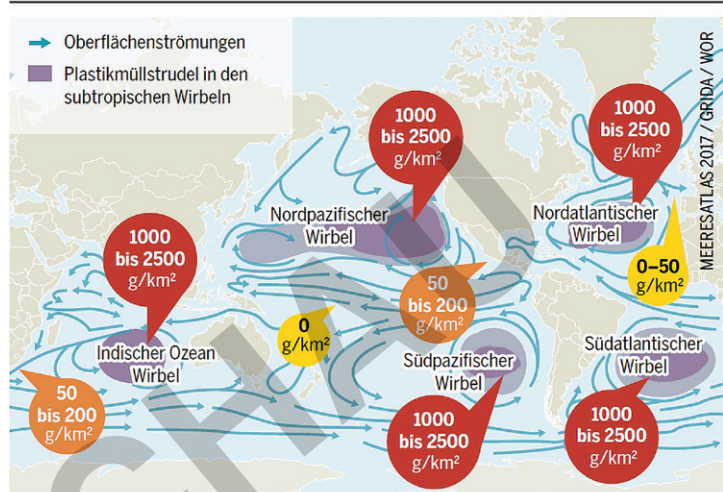 Oberflächenströmungen
Plastikmüllstrudel in den
subtropischen Wirbeln
1000
bis 2500
g/km²
1000
bis 2500
g/km²
MEERESATLAS 2017 / GRIDA / WOR
Nordpazifischer
Wirbel
Nordatlantischer
Wirbel
1000
bis 2500
g/km²
0–50
g/km²
50
bis 200
g/km²
0
g/km²
Indischer Ozean
Wirbel
Südpazifischer
Wirbel
Südatlantischer
Wirbel
50
bis 200
g/km²
1000
bis 2500
g/km²
1000
bis 2500
g/km²